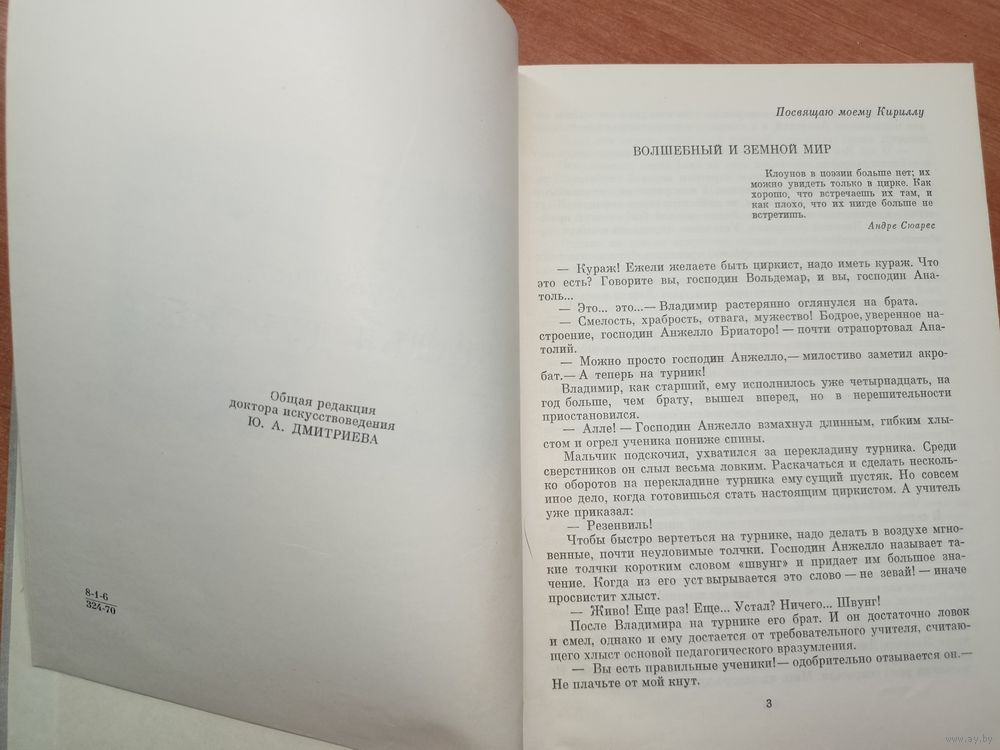 Общая редакция
доктора искусствоведения
Ю. А. ДМИТРИЕВА
8-1-6
324-70
Посвящаю моему Кириллу
ВОЛШЕБНЫЙ И ЗЕМНОЙ МИР
Клоунов в поэзии больше нет; их
можно увидеть только в цирке. Как
хорошо, что встречаешь их там, и
как плохо, что их нигде больше не
встретишь.
Андре Сюарес
— Кураж! Ежели желаете быть циркист, надо иметь кураж. Что
это есть? Говорите вы, господин Вольдемар, и вы, господин Ана-
толь...
— Это... это...— Владимир растерянно оглянулся на брата.
— Смелость, храбрость, отвага, мужество! Бодрое, уверенное на-
строение, господин Анжелло Бриаторо! — почти отрапортовал Ана-
толий.
— Можно просто господин Анжелло,— милостиво заметил акро-
бат.— А теперь на турник!
Владимир, как старший, ему исполнилось уже четырнадцать, на
год больше, чем брату, вышел вперед, но в нерешительности
приостановился.
— Алле! — Господин Анжелло взмахнул длинным, гибким хлы-
стом и огрел ученика пониже спины.
Мальчик подскочил, ухватился за перекладину турника. Среди
сверстников он слыл весьма ловким. Раскачаться и сделать несколь-
ко оборотов на перекладине турника ему сущий пустяк. Но совсем
иное дело, когда готовишься стать настоящим циркистом. А учитель
уже приказал:
— Резенвиль!
Чтобы быстро вертеться на турнике, надо делать в воздухе мгно-
венные, почти неуловимые толчки. Господин Анжелло называет та-
кие толчки коротким словом «швунг» и придает им большое зна-
чение. Когда из его уст вырывается это слово — не зевай! — иначе
просвистит хлыст.
— Живо! Еще раз! Еще... Устал? Ничего... Швунг!
После Владимира на турнике его брат. И он достаточно ловок
и смел, однако и ему достается от требовательного учителя, считаю-
щего хлыст основой педагогического вразумления.
— Вы есть правильные ученики! — одобрительно отзывается он.—
Не плачьте от мой кнут.
3
www.ay.by